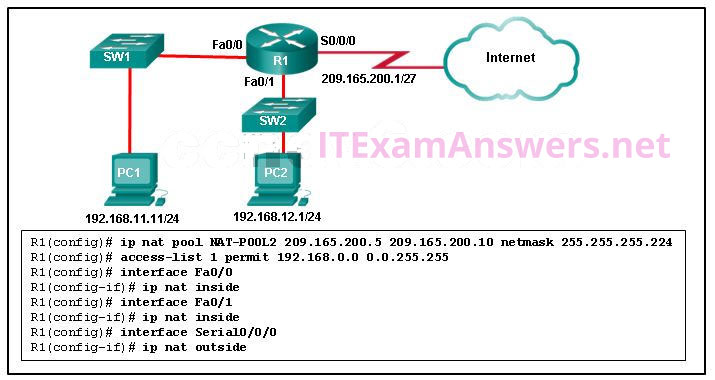 Fa0/0
S0/0/0
SW1
R1
Internet
Fa0/1
209.165.200.1/27
SW2
ITExamAnswers.net
PC1
PC2
192.168.11.11/24
192.168.12.1/24
R1(config)# ip nat pool NAT-POOL2 209.165.200.5 209.165.200.10 netmask 255.255.255.224
R1(config)# access-list 1 permit 192.168.0.0 0.0.255.255
R1(config)# interface Fa0/0
R1(config-if)# ip nat inside
R1(config)# interface Fa0/1
R1(config-if)# ip nat inside
R1(config)# interface Serial0/0/0
R1(config-if)# ip nat outside